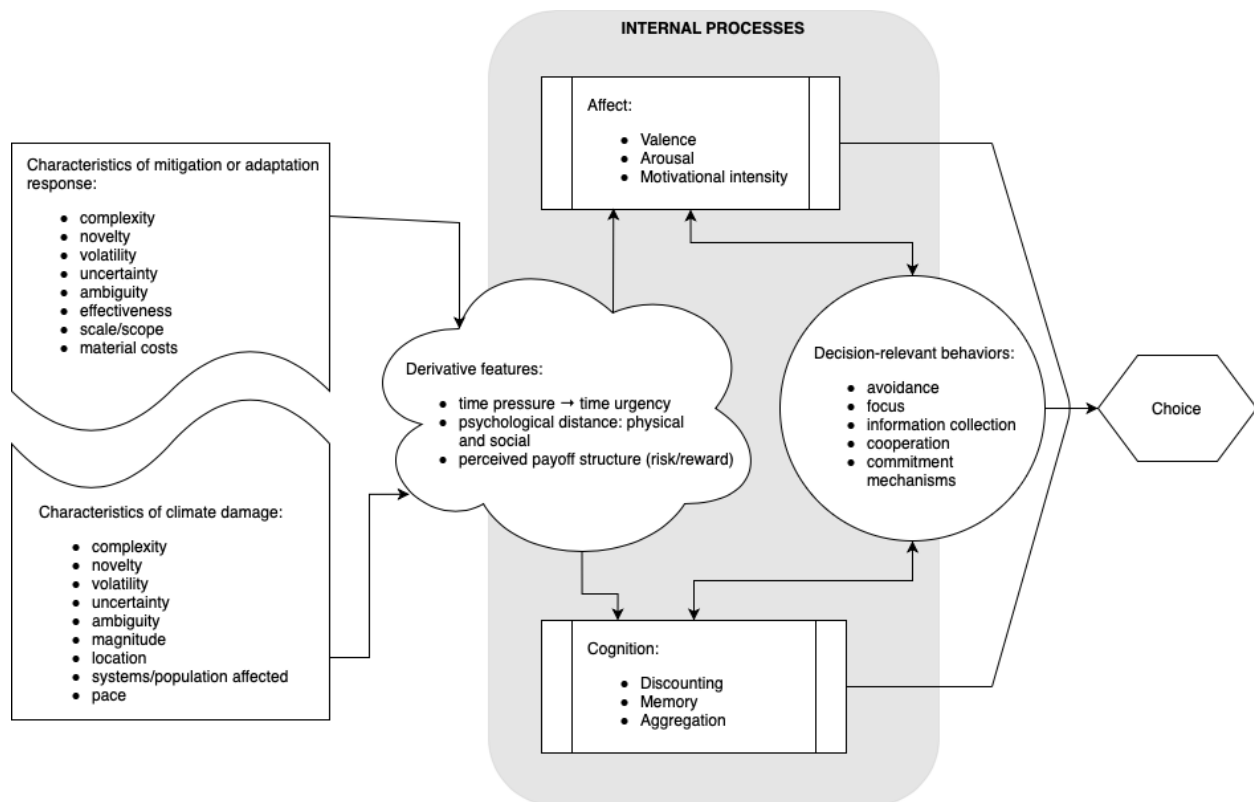 INTERNAL PROCESSES
Characteristics of mitigation or adaptation
response:
● complexity
● novelty
● volatility
● uncertainty
● ambiguity
● effectiveness
● scale/scope
● material costs
Characteristics of climate damage:
● complexity
● novelty
● volatility
● uncertainty
● ambiguity
● magnitude
● location
● systems/population affected
● pace
Derivative features:
● time pressure → time urgency
● psychological distance: physical
and social
● perceived payoff structure (risk/reward)
Affect:
● Valence
● Arousal
● Motivational intensity
Cognition:
● Discounting
● Memory
● Aggregation
Decision-relevant behaviors:
● avoidance
● focus
● information collection
● cooperation
● commitment
mechanisms
Choice